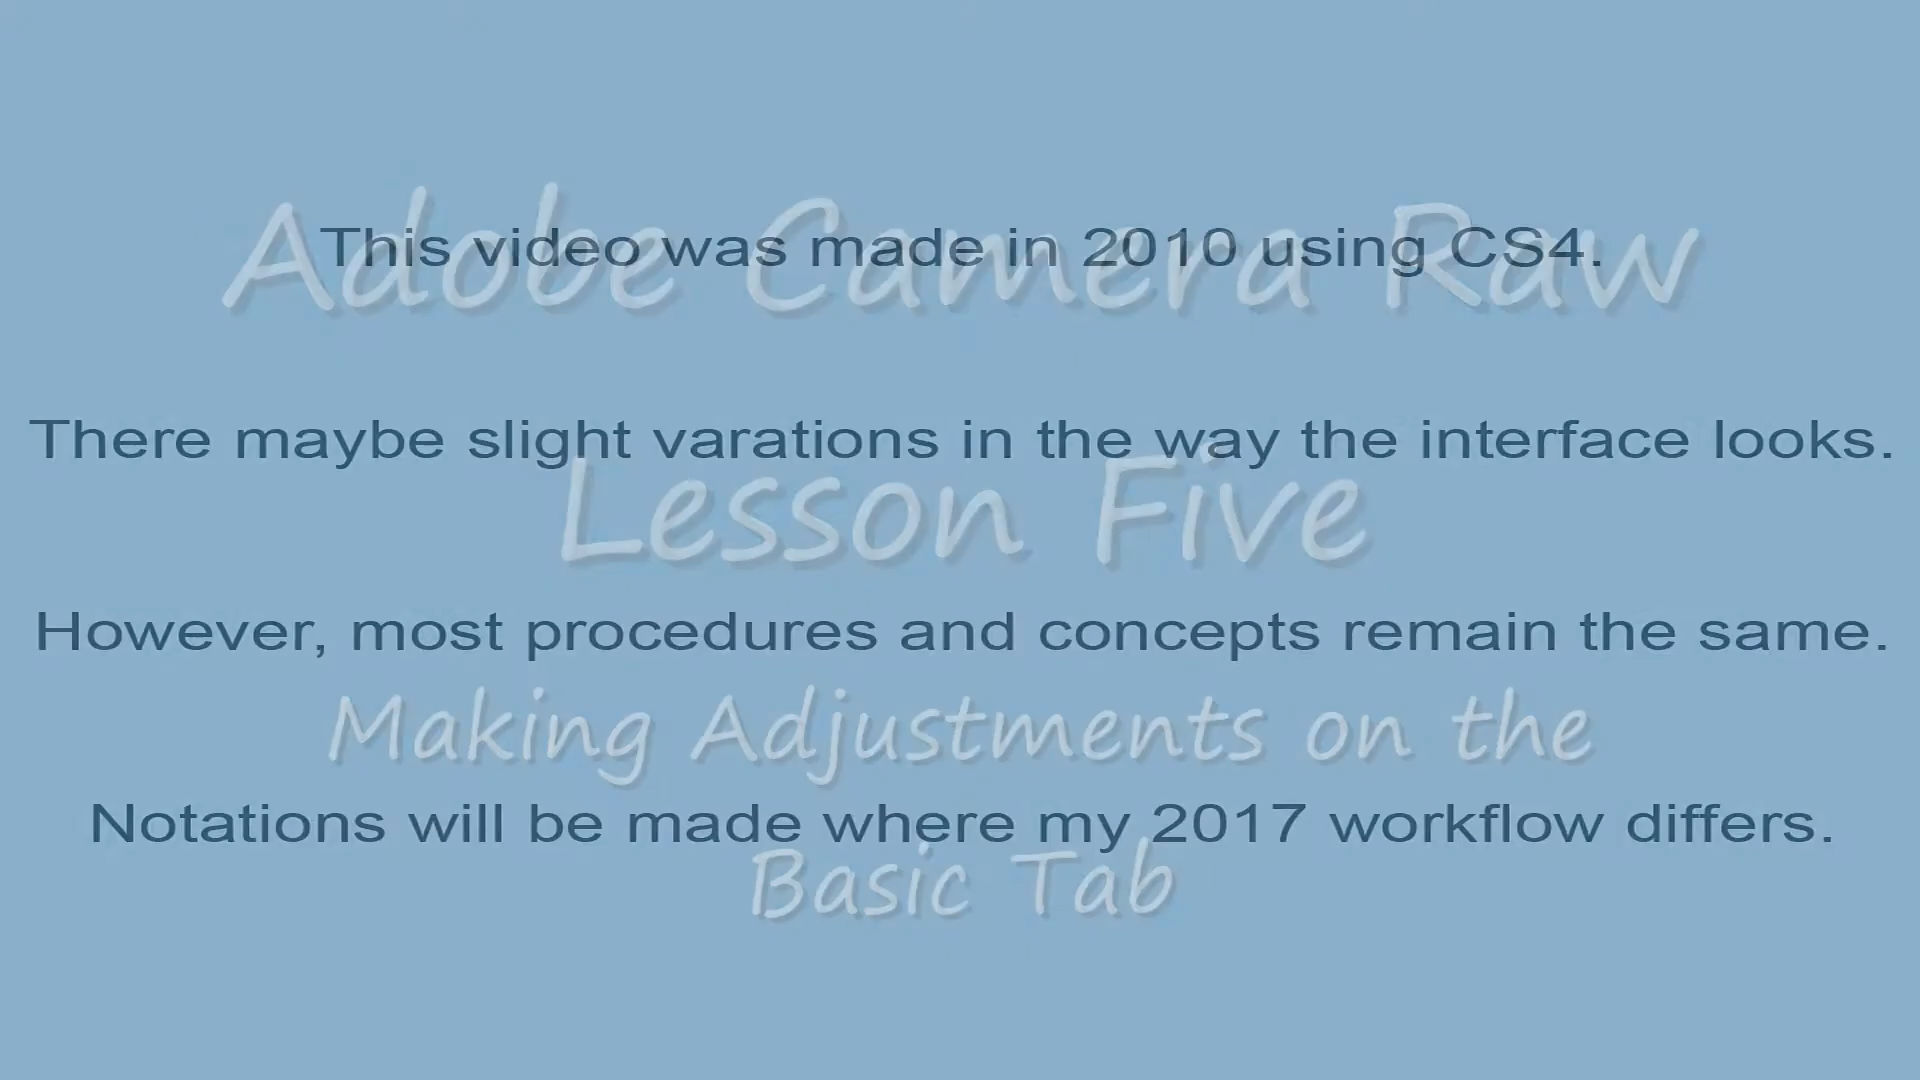 Adobe Camera Raw
This video was made in 2010 using CS4.
There maybe slight varations in the way the interface looks.
Lesson Five
However, most procedures and concepts remain the same.
Making Adjustments on the
Notations will be made where my 2017 workflow differs.
Basic Tab